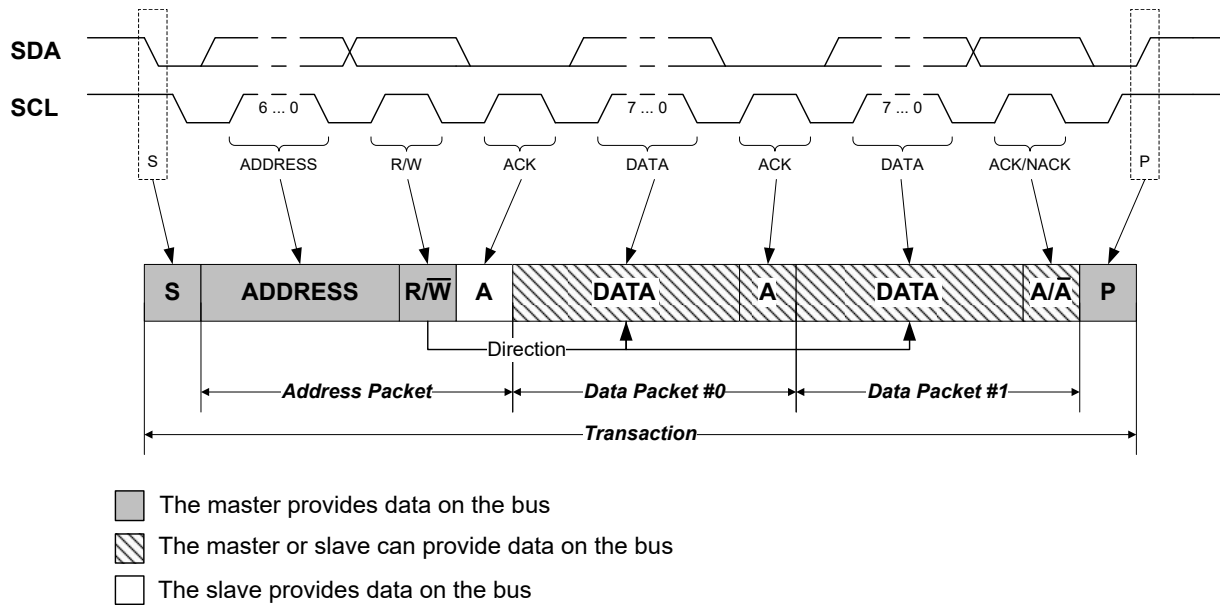 SDA
SCL
6 ... 0
7 ... 0
7 ... 0
S
ADDRESS
R/W
ACK
DATA
ACK
DATA
ACK/NACK
P
S
ADDRESS
R/W̅
A
DATA
A
DATA
A/A̅
P
Direction
Address Packet
Data Packet #0
Data Packet #1
Transaction
The master provides data on the bus
The master or slave can provide data on the bus
The slave provides data on the bus